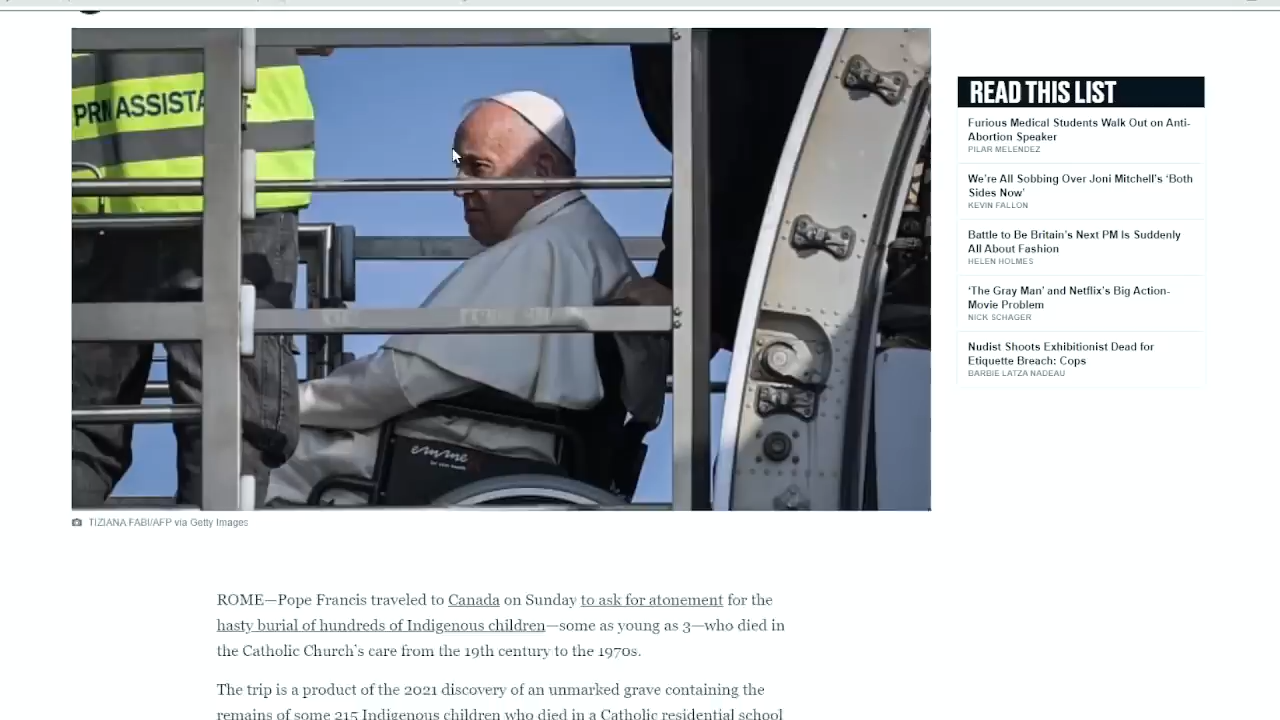 PRM ASSISTA
emme
TIZIANA FABI/AFP via Getty Images
READ THIS LIST
Furious Medical Students Walk Out on Anti-
Abortion Speaker
PILAR MELENDEZ
We’re All Sobbing Over Joni Mitchell’s ‘Both
Sides Now’
KEVIN FALLON
Battle to Be Britain’s Next PM Is Suddenly
All About Fashion
HELEN HOLMES
‘The Gray Man’ and Netflix’s Big Action-
Movie Problem
NICK SCHAGER
Nudist Shoots Exhibitionist Dead for
Etiquette Breach: Cops
BARBIE LATZA NADEAU
ROME—Pope Francis traveled to Canada on Sunday to ask for atonement for the
hasty burial of hundreds of Indigenous children—some as young as 3—who died in
the Catholic Church’s care from the 19th century to the 1970s.
The trip is a product of the 2021 discovery of an unmarked grave containing the
remains of some 215 Indigenous children who died in a Catholic residential school